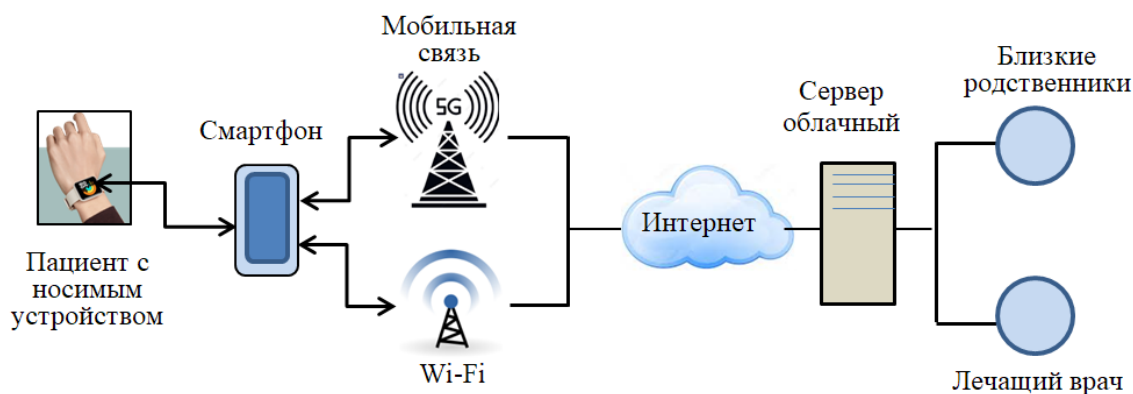 Мобильная
связь
5G
Смартфон
Пациент с
носимым
устройством
Wi-Fi
Интернет
Сервер
облачный
Близкие
родственники
Лечащий врач